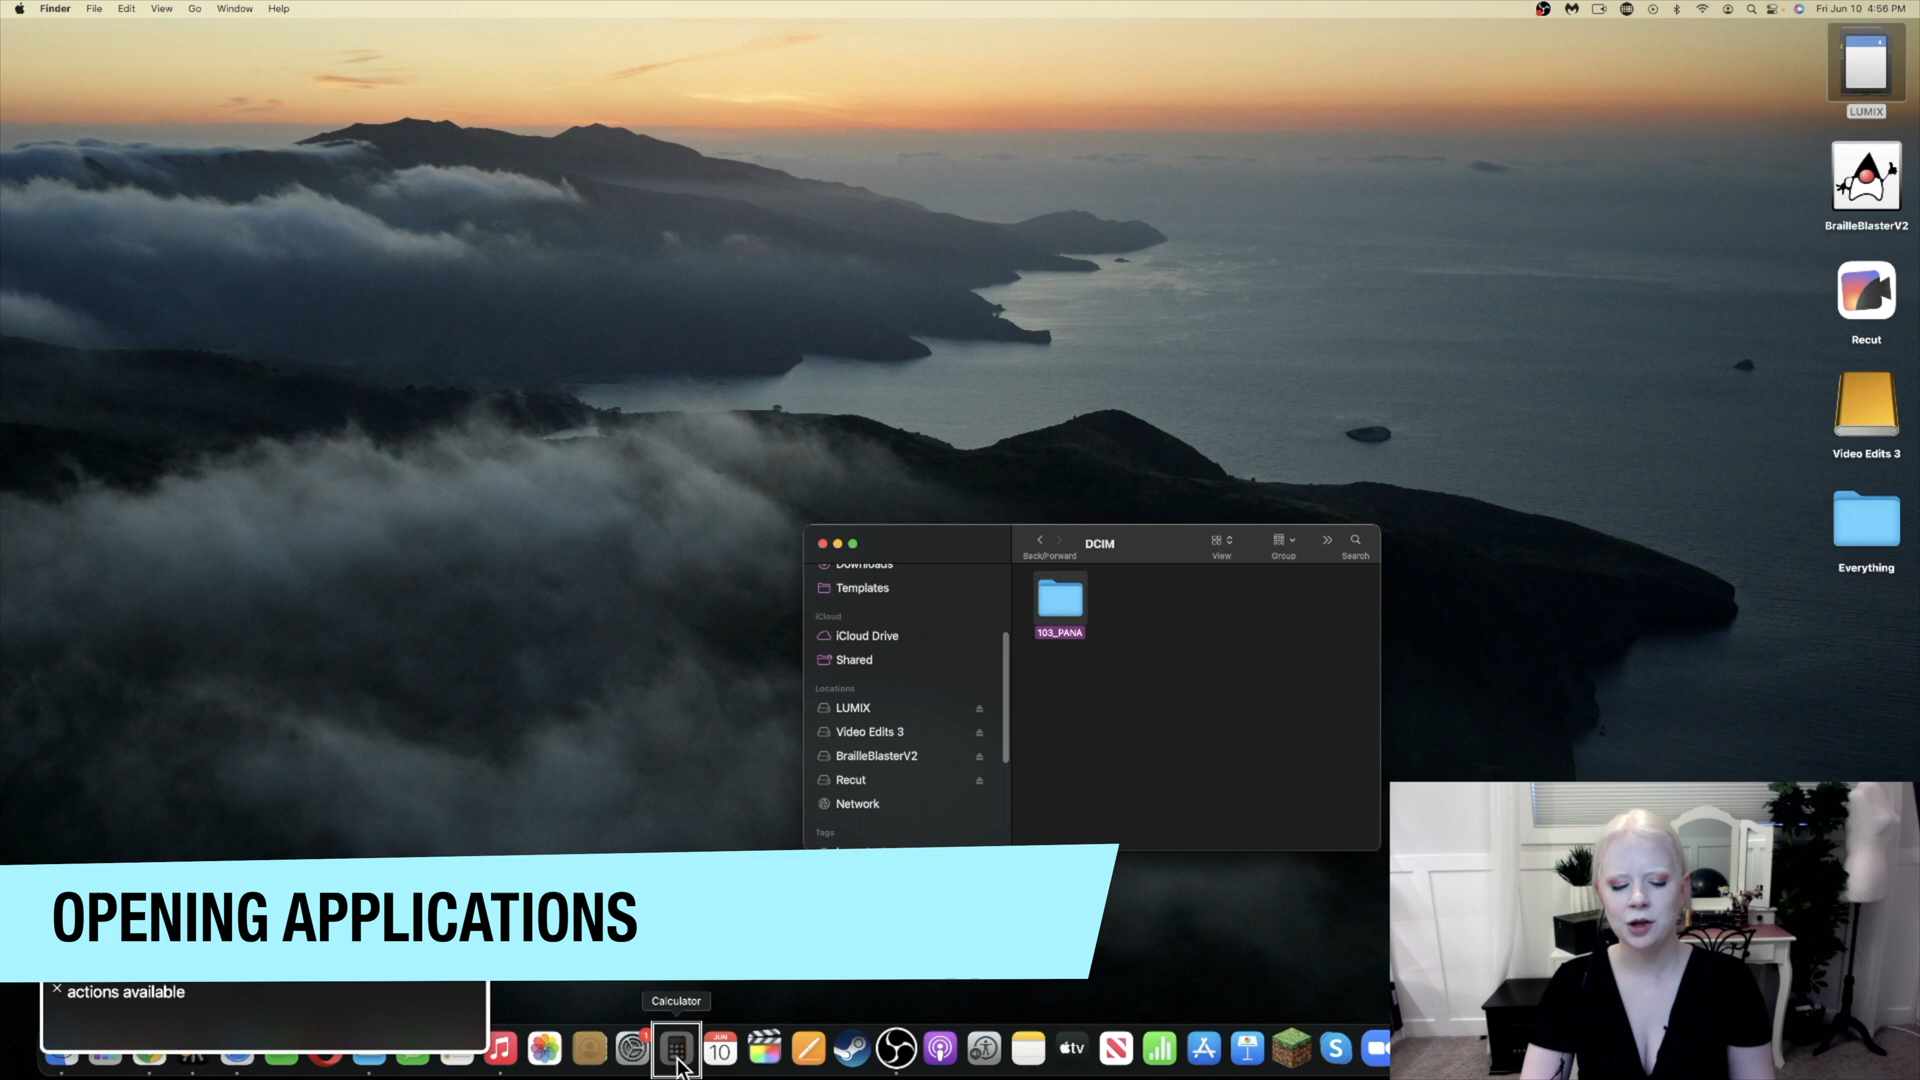 Finder File Edit View Go Window Help
Fri Jun 10 4:56 PM
LUMIX
BrailleBlasterV2
Recut
Video Edits 3
Everything
DCIM
Back/Forward View Group Search
Downloads
Templates
iCloud
iCloud Drive
Shared
Locations
LUMIX
Video Edits 3
BrailleBlasterV2
Recut
Network
Tags
103_PANA
OPENING APPLICATIONS
actions available
Calculator
JUN
10
tv
S